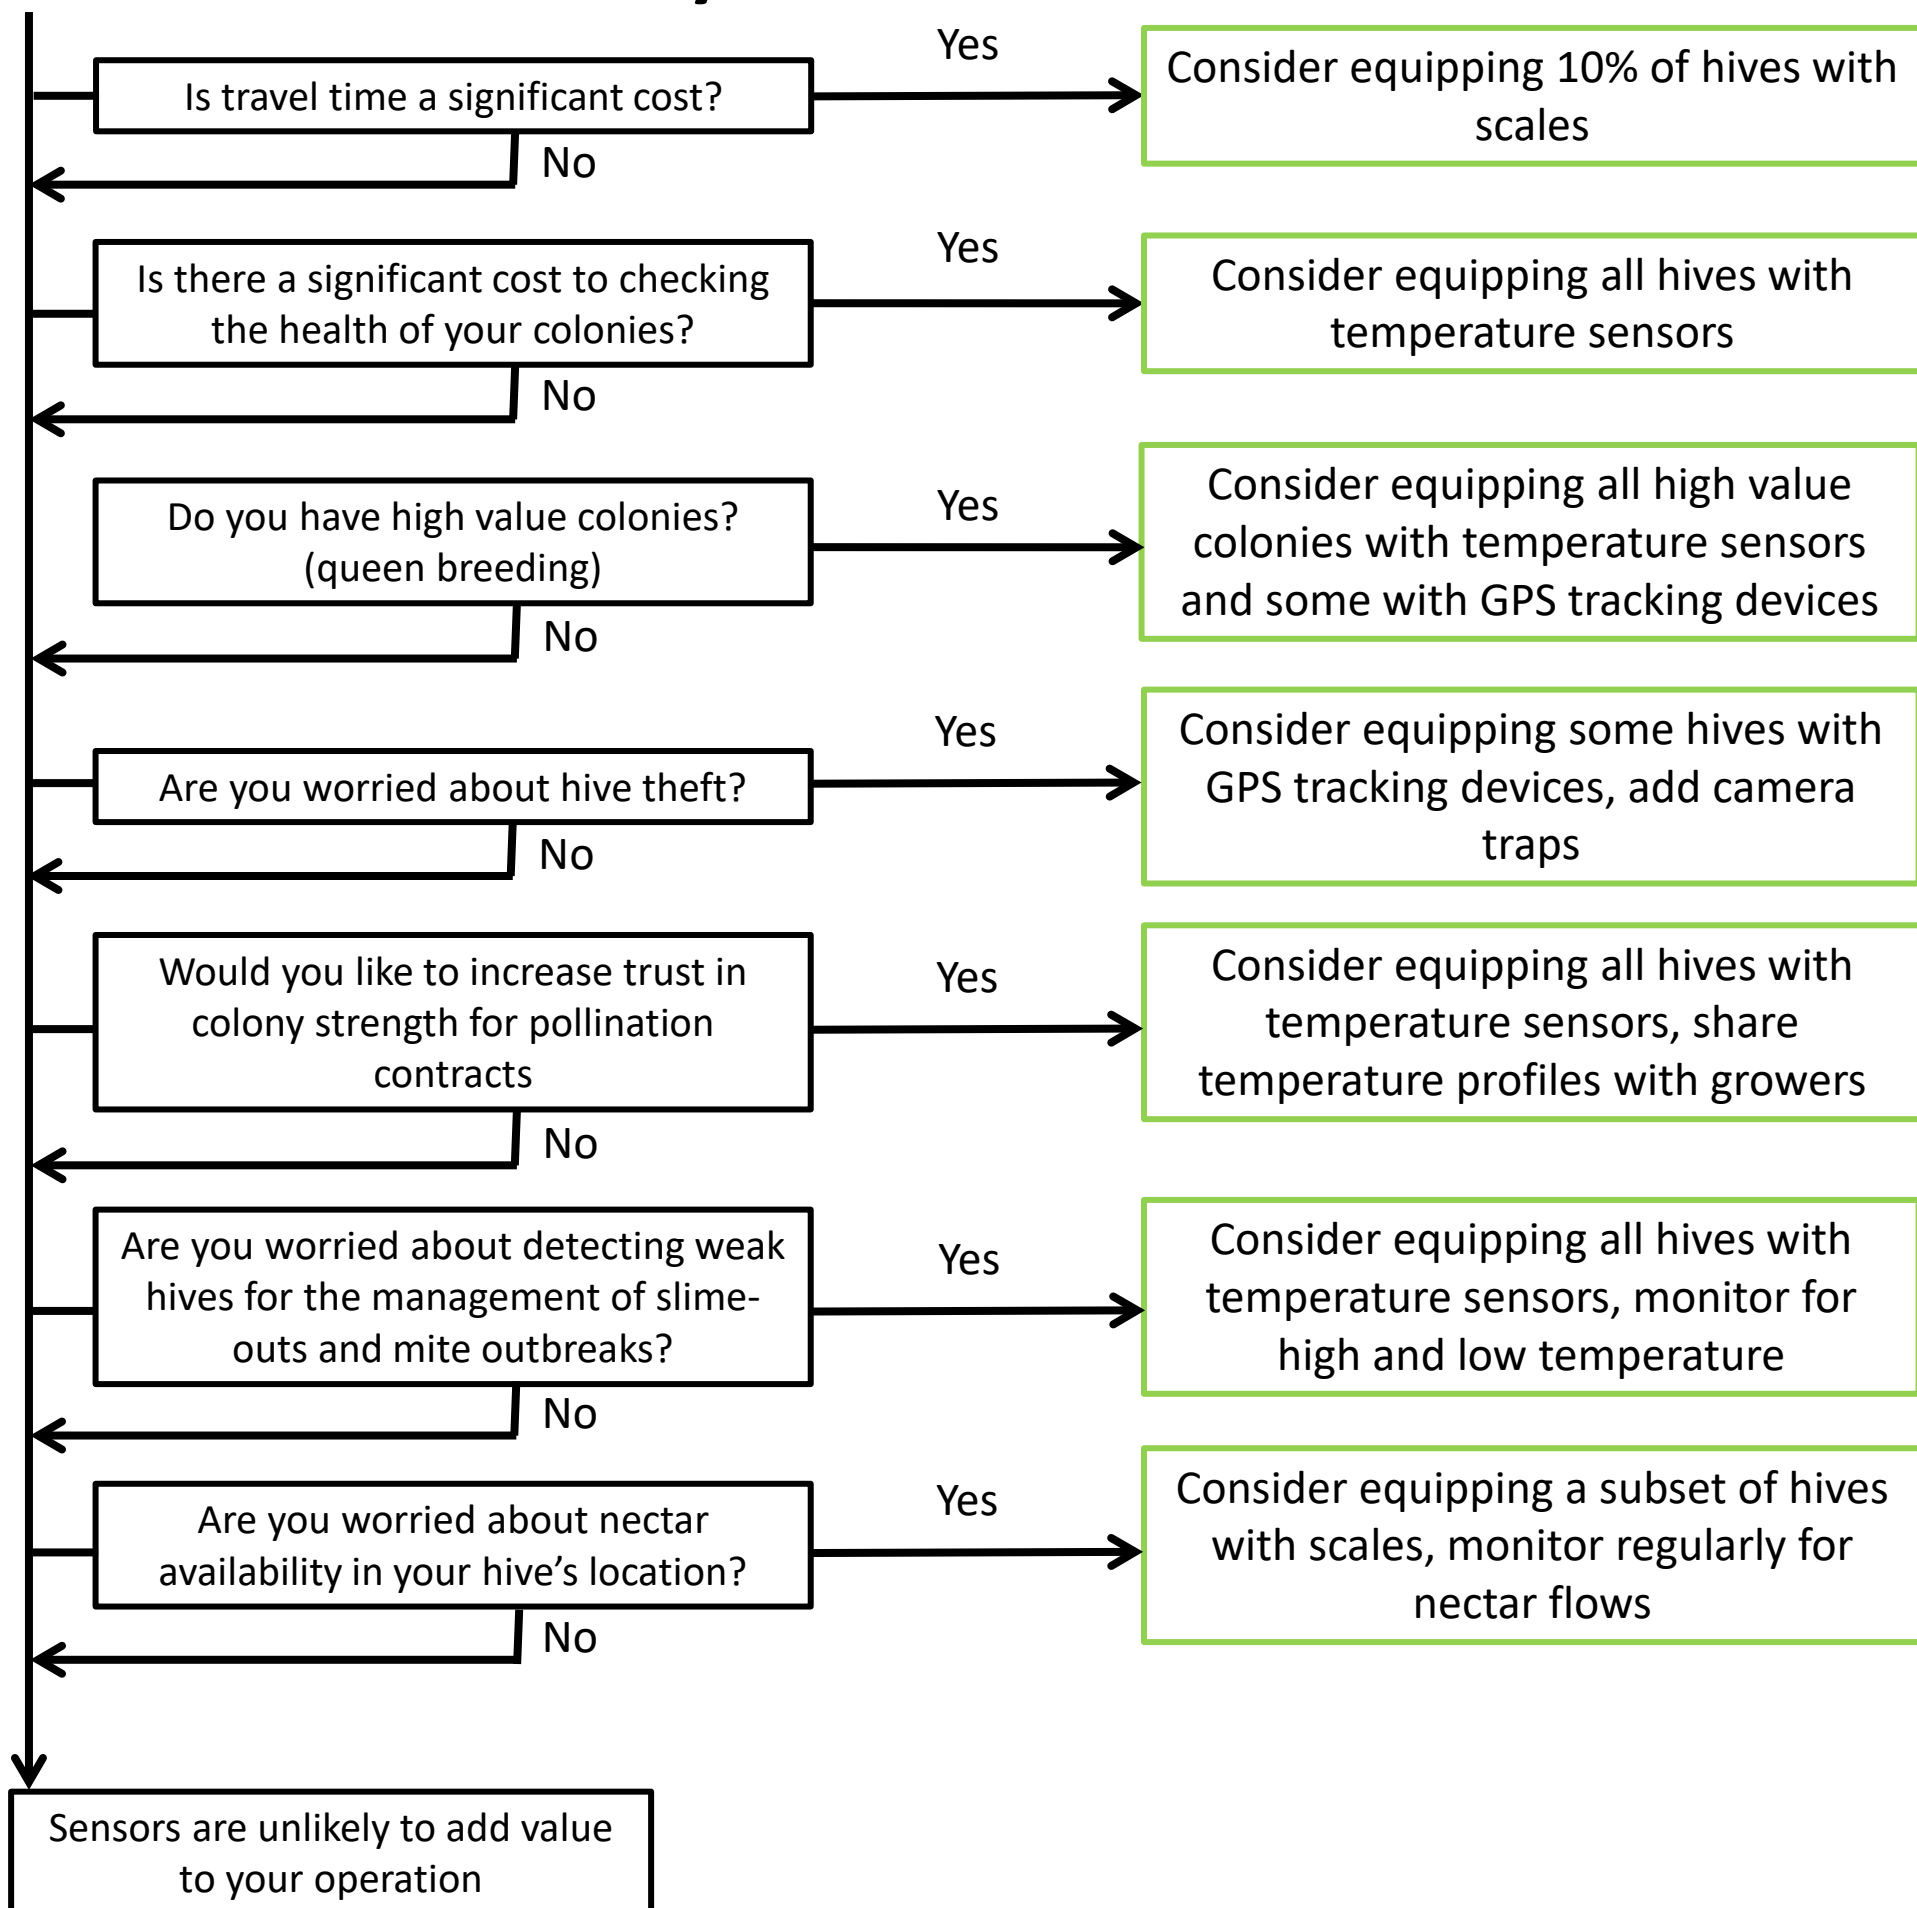 Is travel time a significant cost?
Yes
Consider equipping 10% of hives with
scales
No
Is there a significant cost to checking
the health of your colonies?
Yes
Consider equipping all hives with
temperature sensors
No
Do you have high value colonies?
(queen breeding)
Yes
Consider equipping all high value
colonies with temperature sensors
and some with GPS tracking devices
No
Are you worried about hive theft?
Yes
Consider equipping some hives with
GPS tracking devices, add camera
traps
No
Would you like to increase trust in
colony strength for pollination
contracts
Yes
Consider equipping all hives with
temperature sensors, share
temperature profiles with growers
No
Are you worried about detecting weak
hives for the management of slime-
outs and mite outbreaks?
Yes
Consider equipping all hives with
temperature sensors, monitor for
high and low temperature
No
Are you worried about nectar
availability in your hive’s location?
Yes
Consider equipping a subset of hives
with scales, monitor regularly for
nectar flows
No
Sensors are unlikely to add value
to your operation